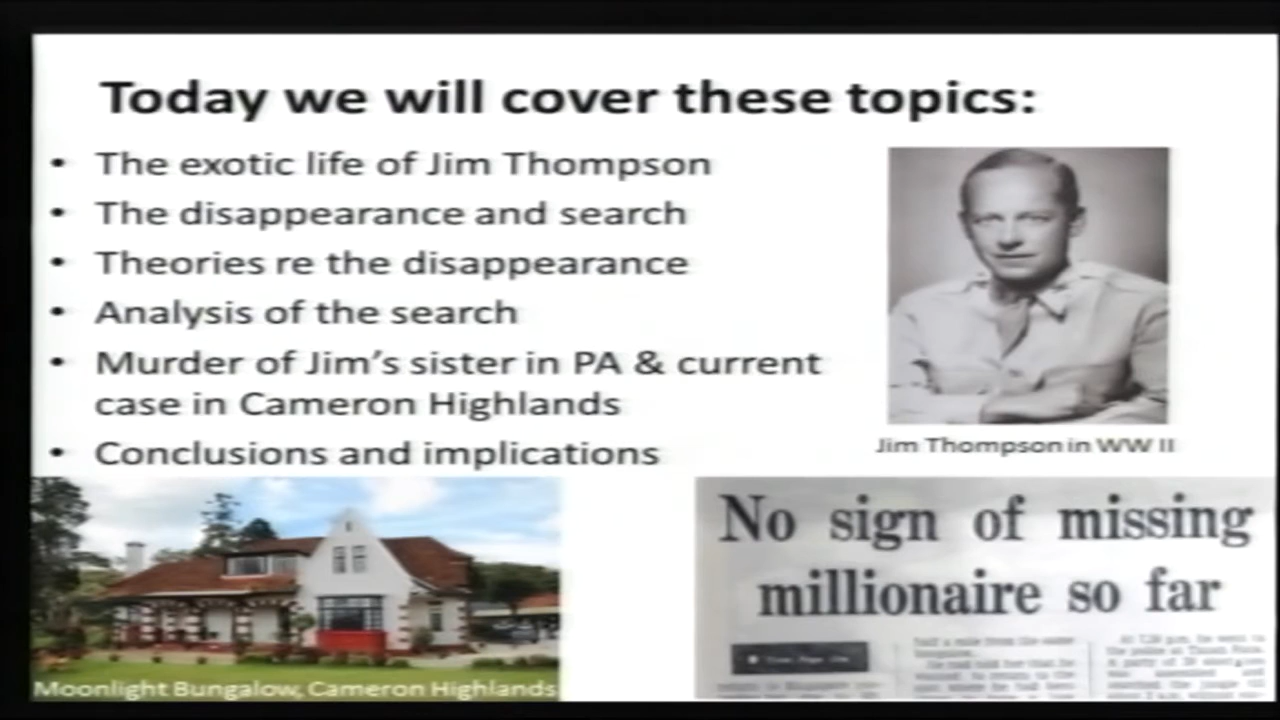 Today we will cover these topics:
• The exotic life of Jim Thompson
• The disappearance and search
• Theories re the disappearance
• Analysis of the search
• Murder of Jim’s sister in PA & current
case in Cameron Highlands
• Conclusions and implications
Jim Thompson in WW II
Moonlight Bungalow, Cameron Highlands
No sign of missing
millionaire so far